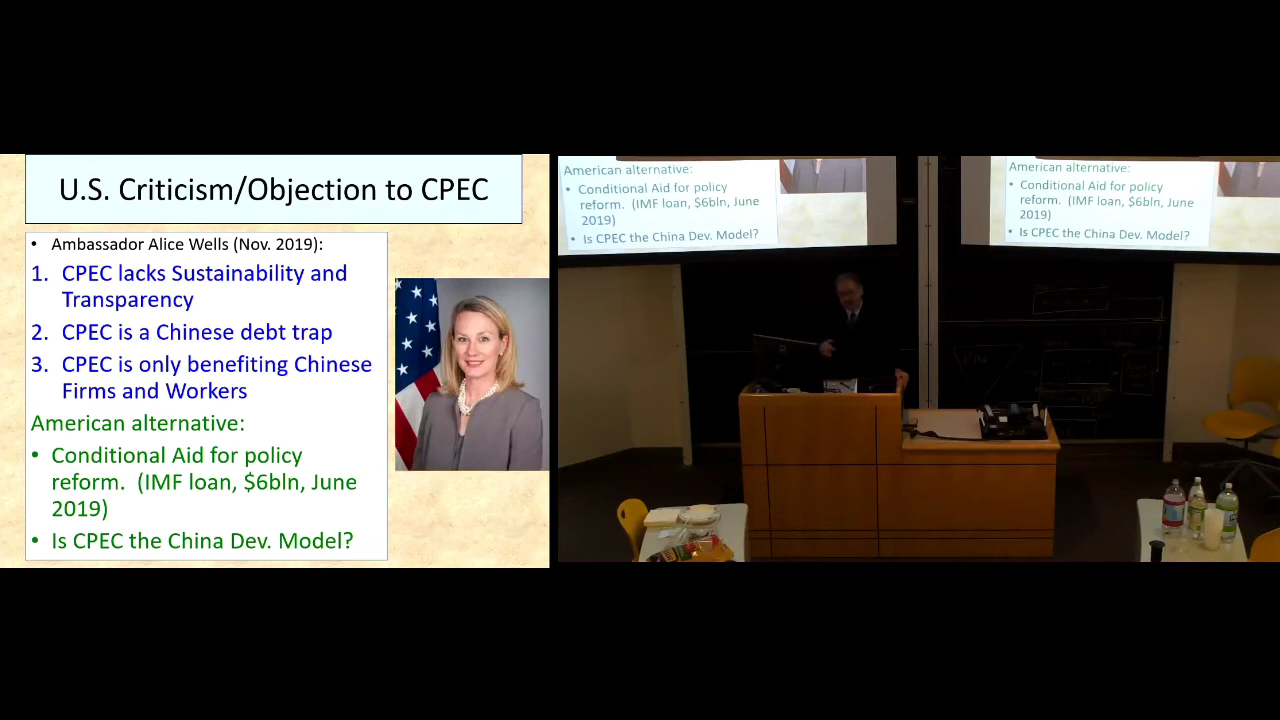 U.S. Criticism/Objection to CPEC
• Ambassador Alice Wells (Nov. 2019):
1. CPEC lacks Sustainability and
Transparency
2. CPEC is a Chinese debt trap
3. CPEC is only benefiting Chinese
Firms and Workers
American alternative:
• Conditional Aid for policy
reform. (IMF loan, $6bln, June
2019)
• Is CPEC the China Dev. Model?
American alternative:
• Conditional Aid for policy
reform. (IMF loan, $6bln, June
2019)
• Is CPEC the China Dev. Model?
American alternative:
• Conditional Aid for policy
reform. (IMF loan, $6bln, June
2019)
• Is CPEC the China Dev. Model?